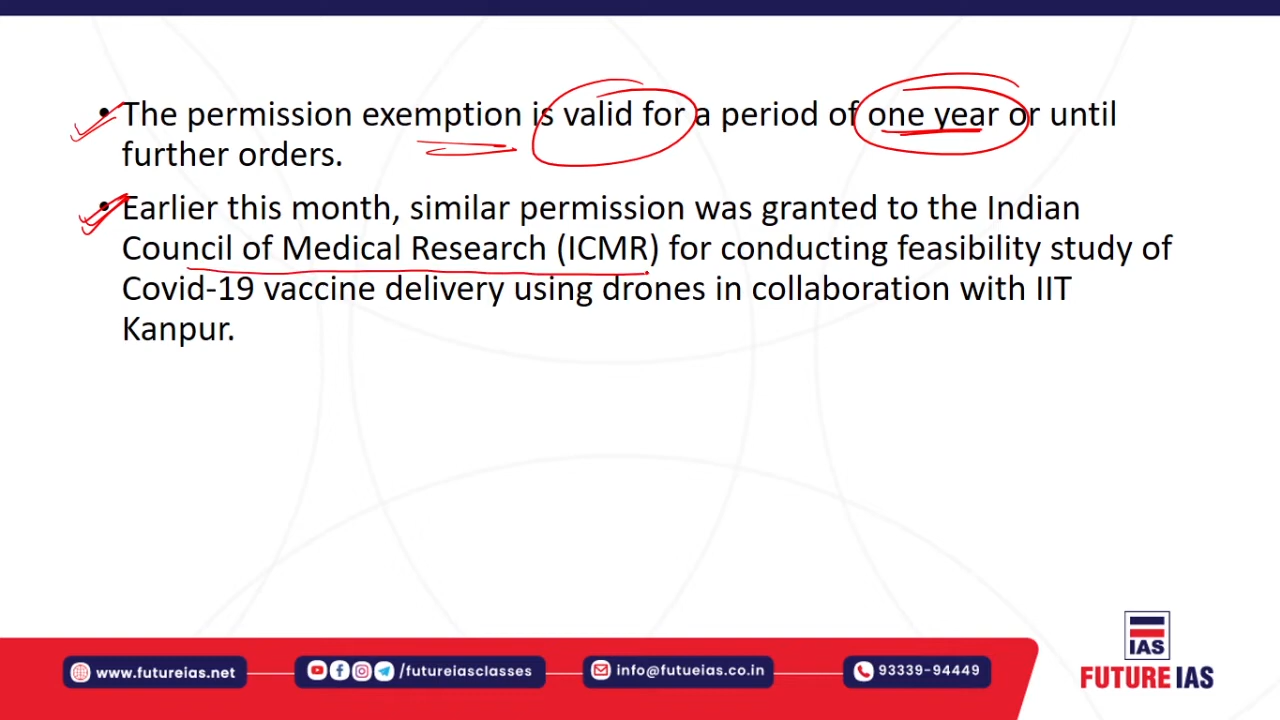 • The permission exemption is valid for a period of one year or until
further orders.
• Earlier this month, similar permission was granted to the Indian
Council of Medical Research (ICMR) for conducting feasibility study of
Covid-19 vaccine delivery using drones in collaboration with IIT
Kanpur.
IAS
FUTURE IAS
www.futureias.net
/futureiasclasses
info@futueias.co.in
93339-94449